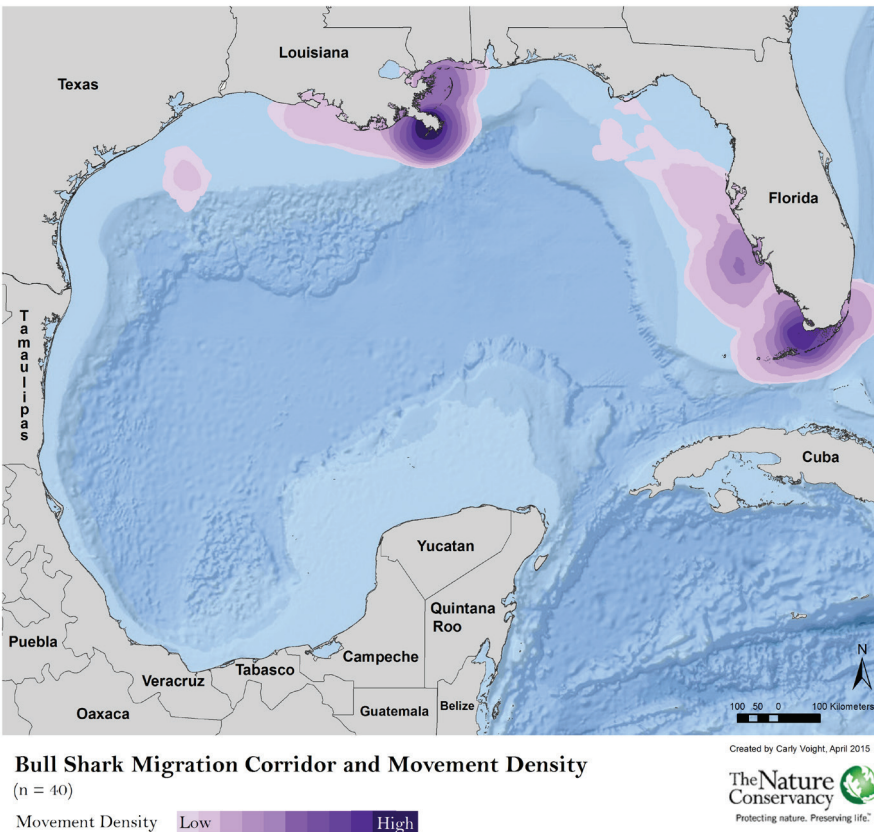 Louisiana
Texas
Florida
Tamaulipas
Cuba
Yucatan
Quintana
Roo
Puebla
Campeche
Tabasco
Veracruz
Belize
Guatemala
Oaxaca
N
100 50 0 100 Kilometers
Created by Carly Voight, April 2015
Bull Shark Migration Corridor and Movement Density
(n = 40)
The Nature
Conservancy
Protecting nature. Preserving life.™
Movement Density Low High